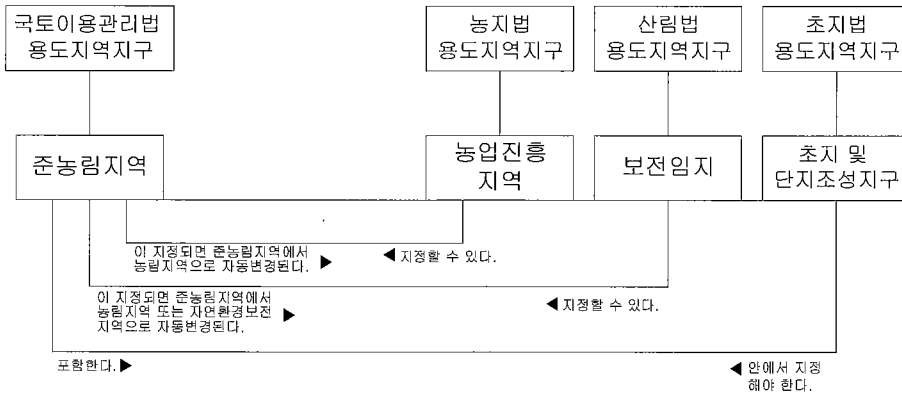 국토이용관리법
용도지역지구
농지법
용도지역지구
산림법
용도지역지구
초지법
용도지역지구
준농림지역
농업진흥
지역
보전임지
초지 및
단지조성지구
이 지정되면 준농림지역에서
농림지역으로 자동변경된다. ▶
◀ 지정할 수 있다.
이 지정되면 준농림지역에서
농림지역 또는 자연환경보전 ▶
지역으로 자동변경된다.
◀지정할 수 있다.
포함한다. ▶
◀ 안에서 지정
해야 한다.